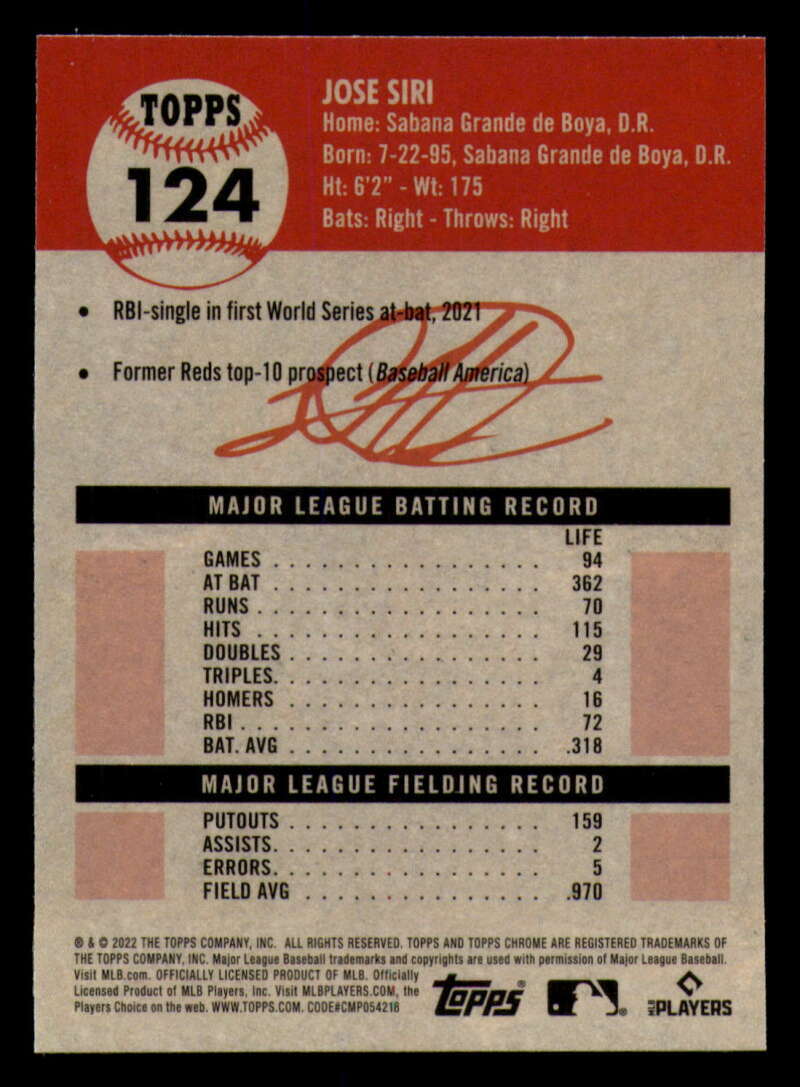 TOPPS
124
JOSE SIRI
Home: Sabana Grande de Boya, D.R.
Born: 7-22-95, Sabana Grande de Boya, D.R.
Ht: 6'2" - Wt: 175
Bats: Right - Throws: Right
• RBI-single in first World Series at-bat, 2021
• Former Reds top-10 prospect (Baseball America)
MAJOR LEAGUE BATTING RECORD
LIFE
GAMES . . . . . . . . . . . . . . . . . 94
AT BAT . . . . . . . . . . . . . . . . . 362
RUNS . . . . . . . . . . . . . . . . . . 70
HITS . . . . . . . . . . . . . . . . . . 115
DOUBLES . . . . . . . . . . . . . . . . 29
TRIPLES. . . . . . . . . . . . . . . . . 4
HOMERS . . . . . . . . . . . . . . . . 16
RBI . . . . . . . . . . . . . . . . . . . 72
BAT. AVG . . . . . . . . . . . . . . . . .318
MAJOR LEAGUE FIELDING RECORD
PUTOUTS . . . . . . . . . . . . . . . . 159
ASSISTS. . . . . . . . . . . . . . . . . 2
ERRORS. . . . . . . . . . . . . . . . . 5
FIELD AVG . . . . . . . . . . . . . . . .970
® & © 2022 THE TOPPS COMPANY, INC. ALL RIGHTS RESERVED. TOPPS AND TOPPS CHROME ARE REGISTERED TRADEMARKS OF
THE TOPPS COMPANY, INC. Major League Baseball trademarks and copyrights are used with permission of Major League Baseball.
Visit MLB.com. OFFICIALLY LICENSED PRODUCT OF MLB. Officially
Licensed Product of MLB Players, Inc. Visit MLBPLAYERS.COM, the
Players Choice on the web. WWW.TOPPS.COM. CODE#CMP054216
topps®
®
MLB PLAYERS